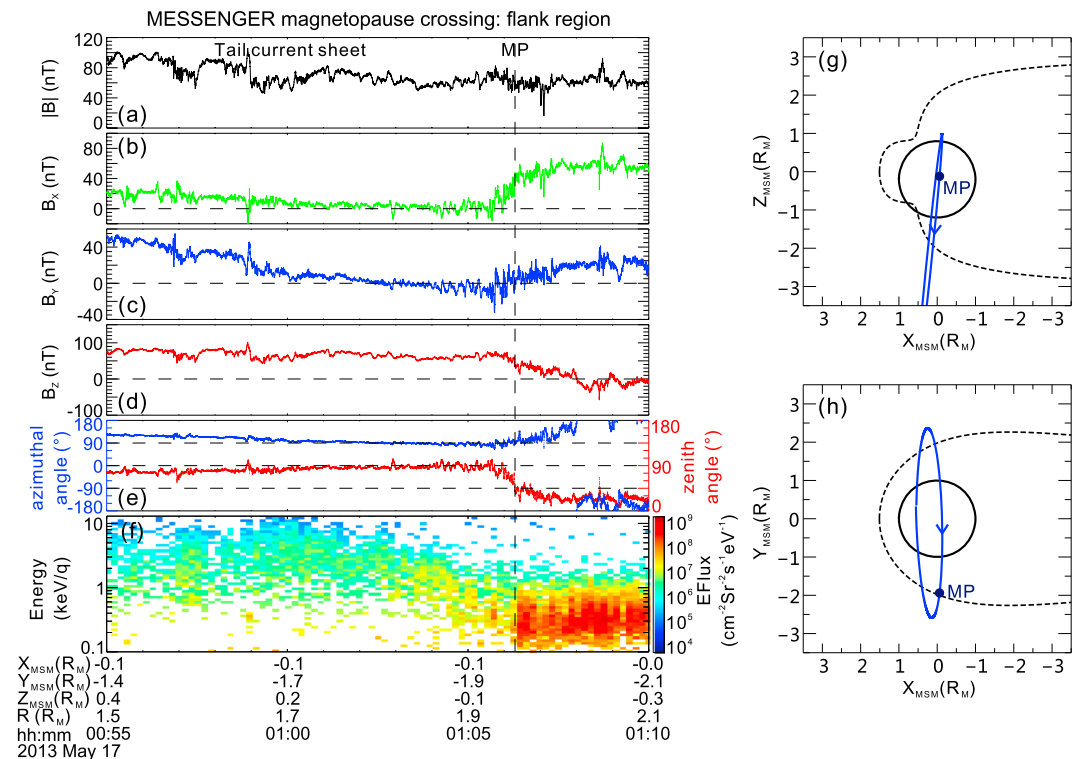 MESSENGER magnetopause crossing: flank region
120
80
40
0
|B| (nT)
Tail current sheet
MP
(a)
80
40
0
B_X (nT)
(b)
40
0
-40
B_Y (nT)
(c)
100
0
-100
B_Z (nT)
(d)
180
90
0
-90
-180
azimuthal
angle (°)
180
90
0
zenith
angle (°)
(e)
10
1
0.1
Energy
(keV/q)
(f)
10^9
10^8
10^7
10^6
10^5
10^4
EFlux
(cm^-2 Sr^-2 s^-1 eV^-1)
X_MSM(R_M) -0.1 -0.1 -0.1 -0.0
Y_MSM(R_M) -1.4 -1.7 -1.9 -2.1
Z_MSM(R_M) 0.4 0.2 -0.1 -0.3
R (R_M) 1.5 1.7 1.9 2.1
hh:mm 00:55 01:00 01:05 01:10
2013 May 17
(g)
3
2
1
0
-1
-2
-3
Z_MSM(R_M)
MP
3 2 1 0 -1 -2 -3
X_MSM(R_M)
(h)
3
2
1
0
-1
-2
-3
Y_MSM(R_M)
MP
3 2 1 0 -1 -2 -3
X_MSM(R_M)